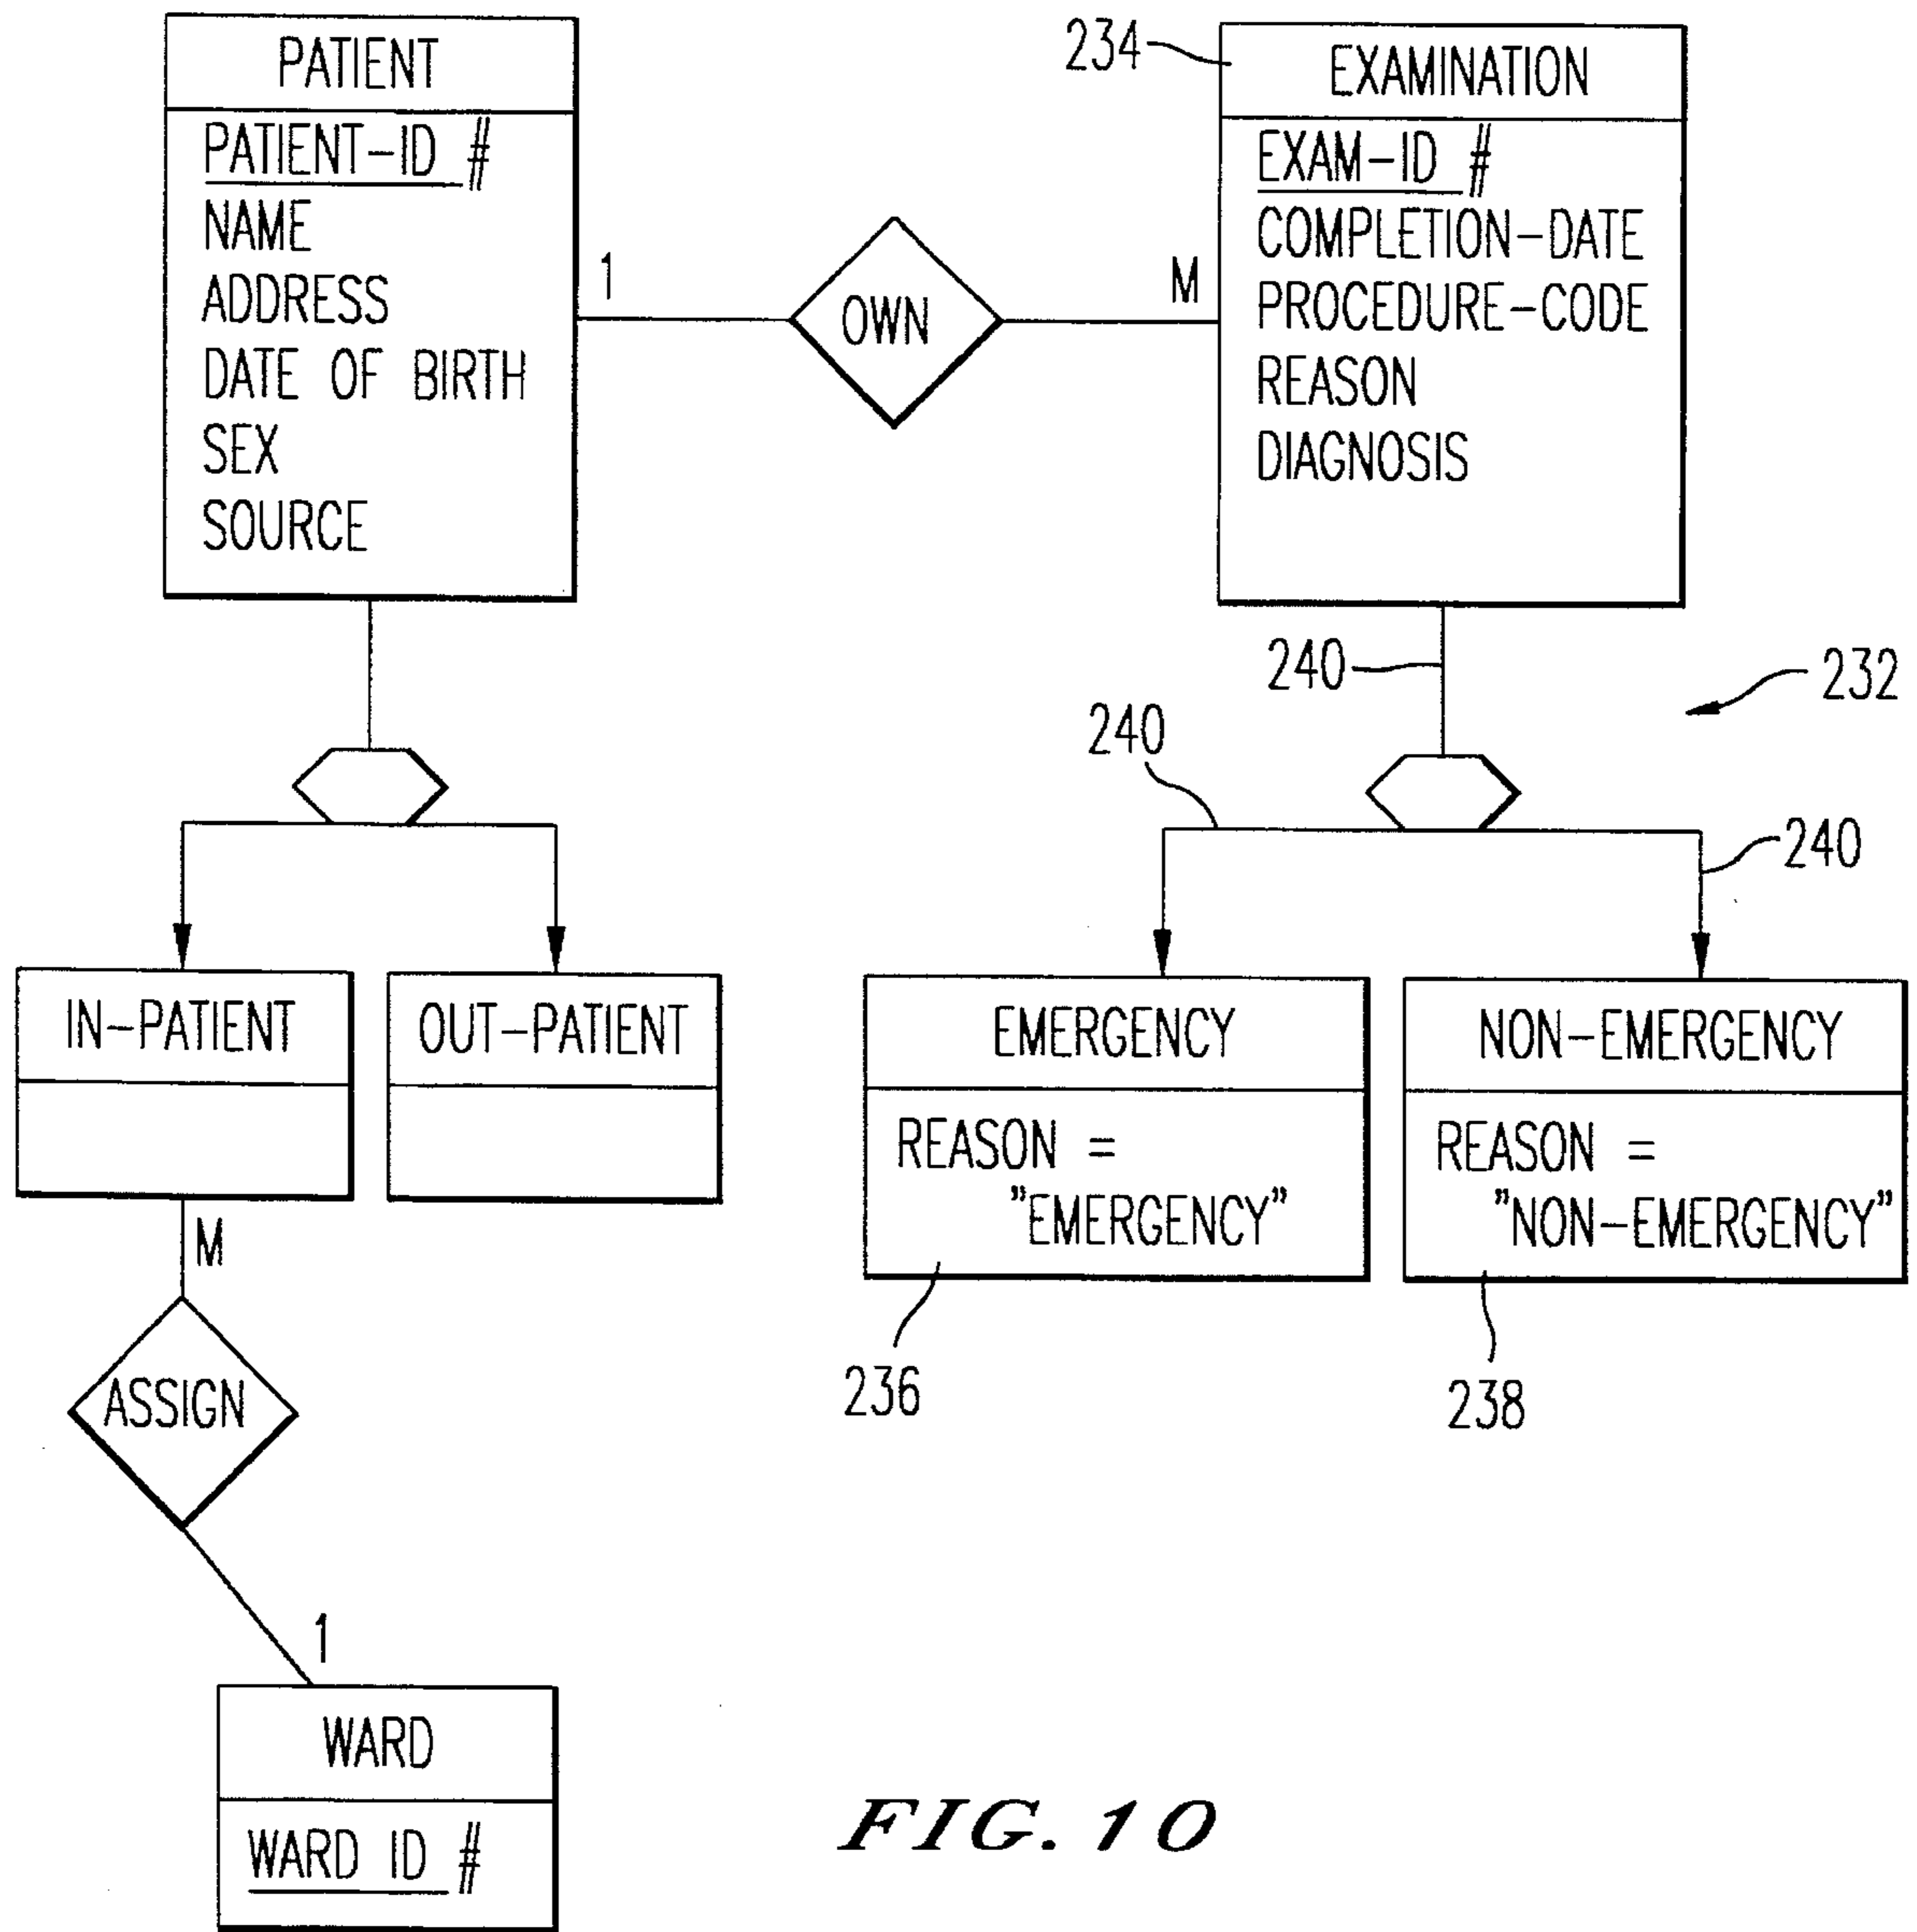 PATIENT
PATIENT-ID #
NAME
ADDRESS
DATE OF BIRTH
SEX
SOURCE
1
OWN
M
234
EXAMINATION
EXAM-ID #
COMPLETION-DATE
PROCEDURE-CODE
REASON
DIAGNOSIS
240
232
240
240
IN-PATIENT
OUT-PATIENT
EMERGENCY
REASON =
"EMERGENCY"
NON-EMERGENCY
REASON =
"NON-EMERGENCY"
236
238
M
ASSIGN
1
WARD
WARD ID #
FIG. 10